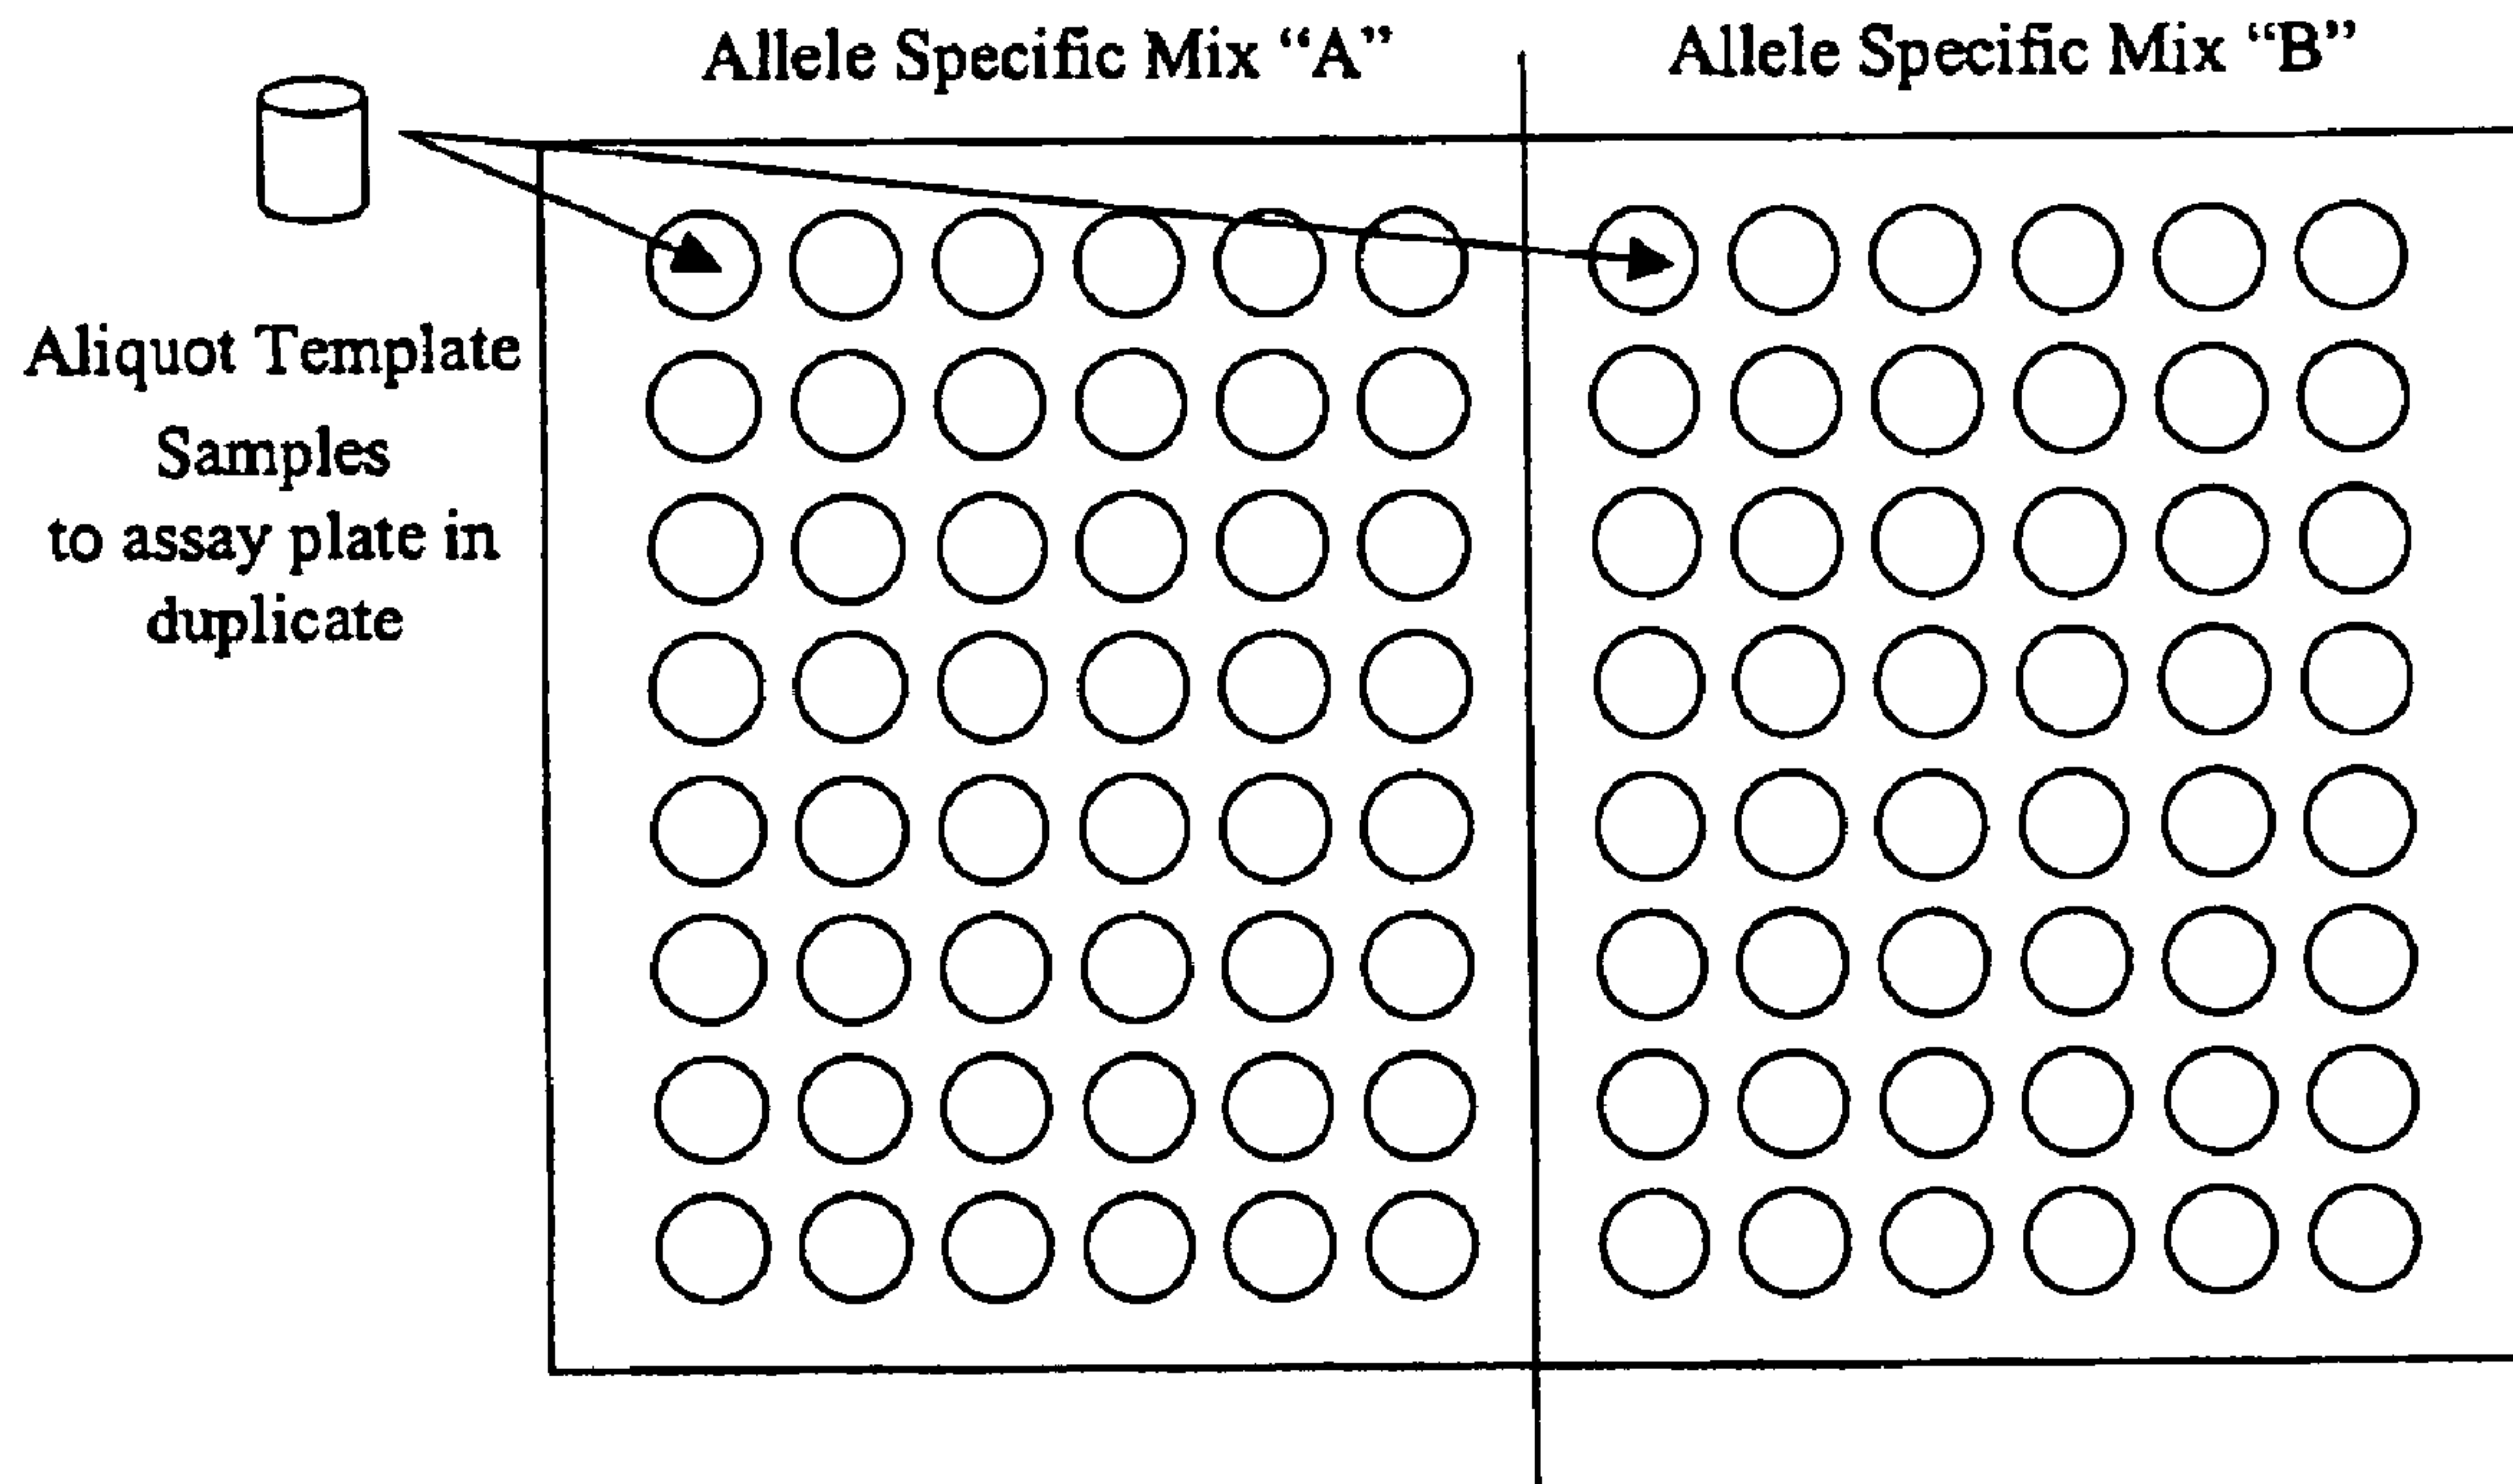 Allele Specific Mix “A”
Allele Specific Mix “B”
Aliquot Template
Samples
to assay plate in
duplicate